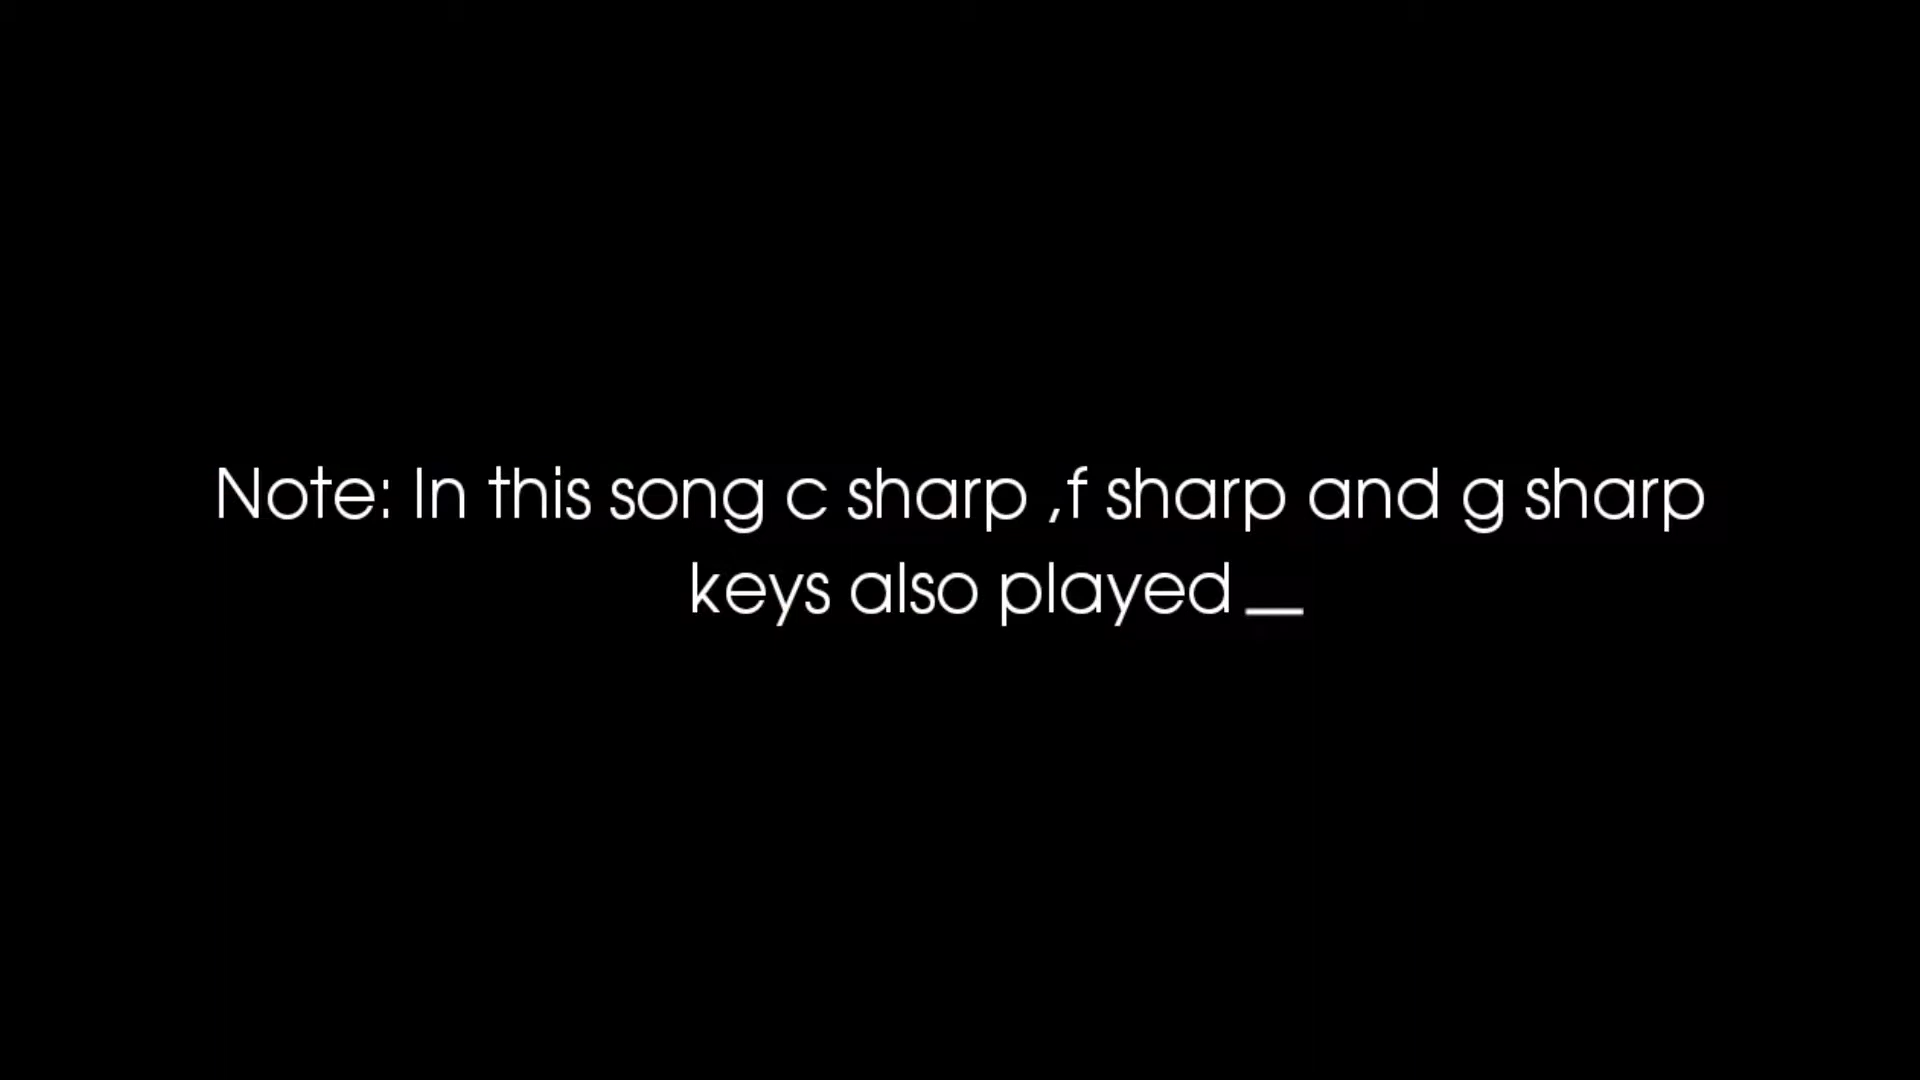 Note: In this song c sharp ,f sharp and g sharp
keys also played _